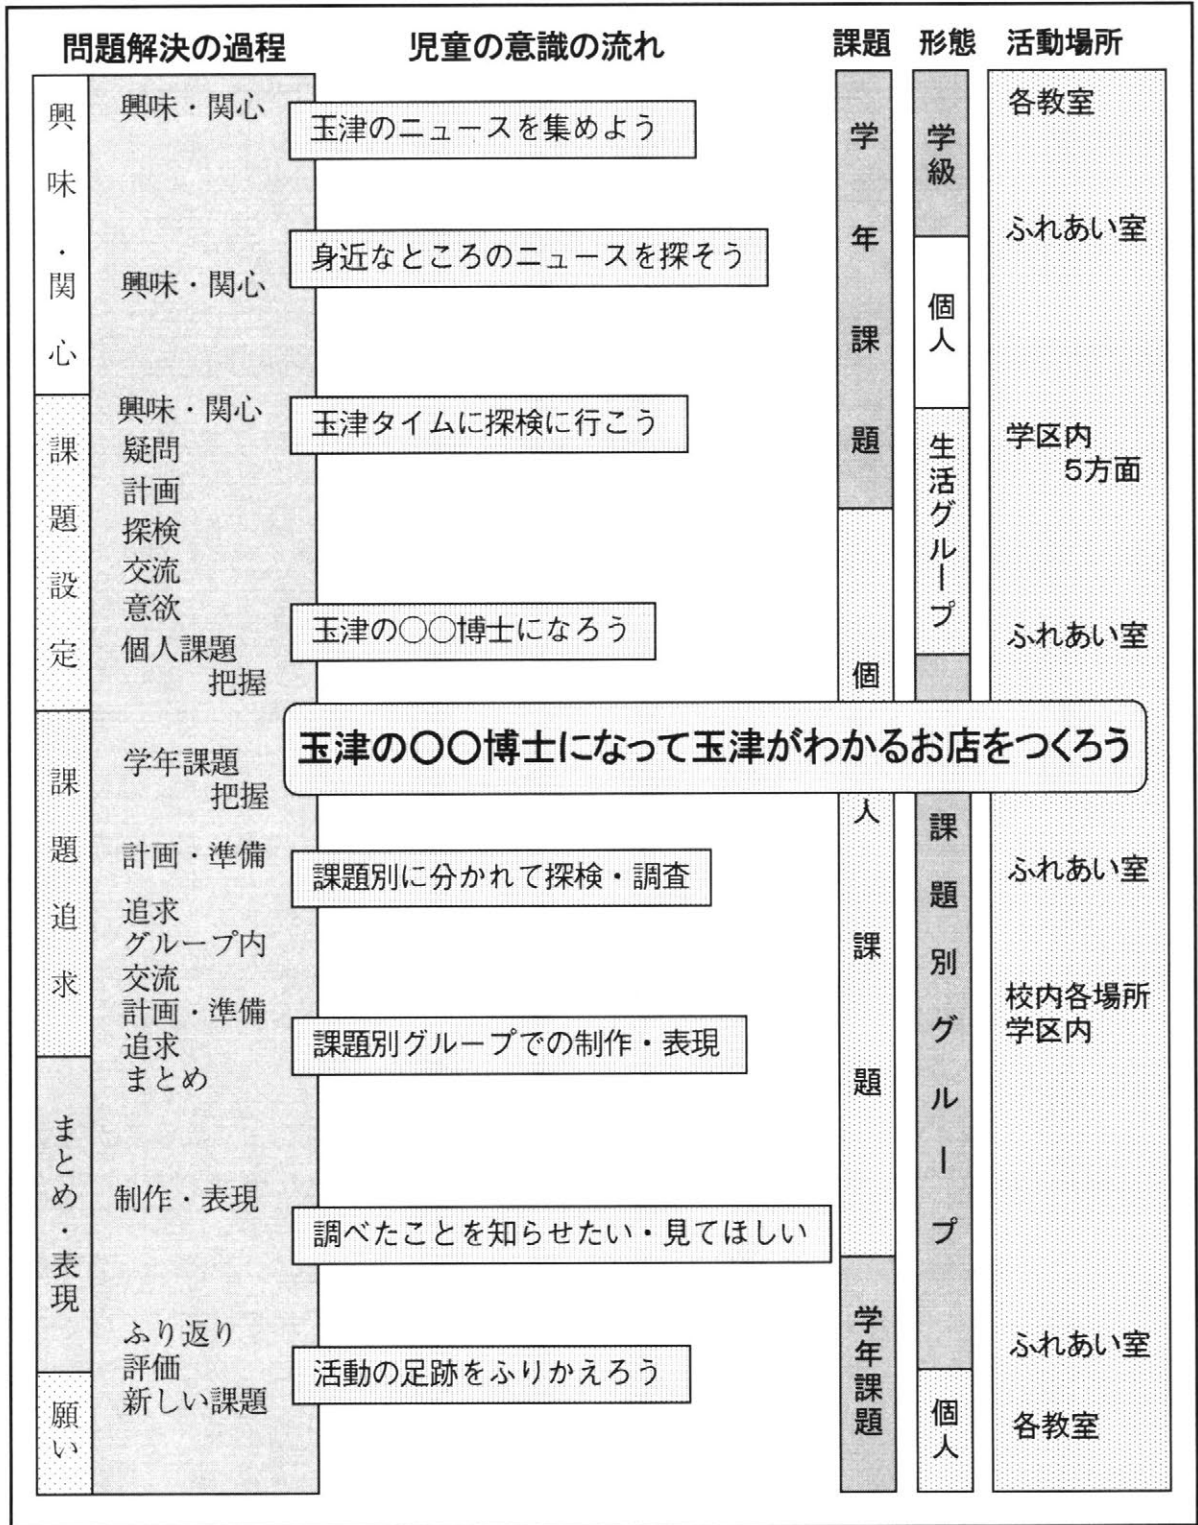 問題解決の過程
児童の意識の流れ
課題
形態
活動場所
興味・関心
課題設定
課題追求
まとめ・表現
願い
興味・関心
興味・関心
興味・関心
疑問
計画
探検
交流
意欲
個人課題
把握
学年課題
把握
計画・準備
追求
グループ内
交流
計画・準備
追求
まとめ
制作・表現
ふり返り
評価
新しい課題
玉津のニュースを集めよう
身近なところのニュースを探そう
玉津タイムに探検に行こう
玉津の〇〇博士になろう
玉津の〇〇博士になって玉津がわかるお店をつくろう
課題別に分かれて探検・調査
課題別グループでの制作・表現
調べたことを知らせたい・見てほしい
活動の足跡をふりかえろう
学年課題
個人課題
学年課題
学級
個人
生活グループ
課題別グループ
個人
各教室
ふれあい室
学区内
5方面
ふれあい室
ふれあい室
校内各場所
学区内
ふれあい室
各教室